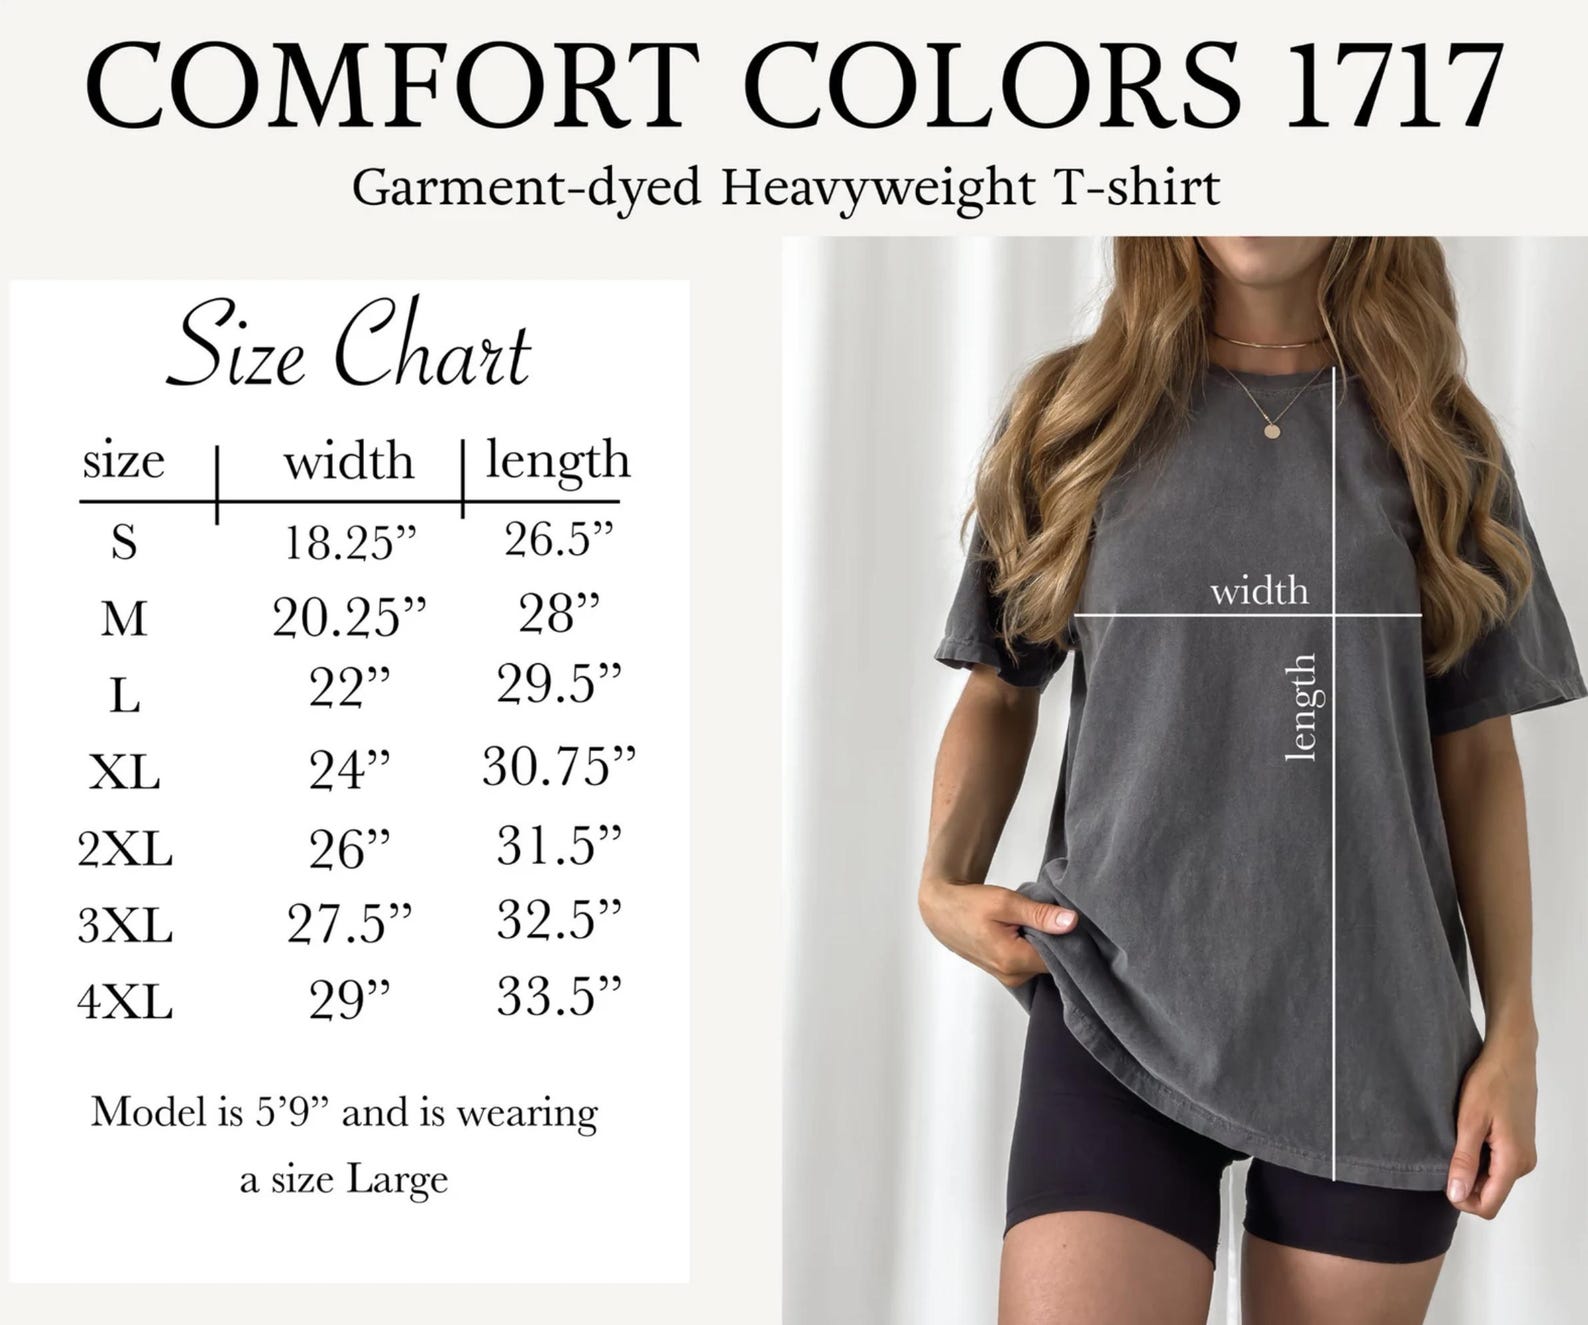 COMFORT COLORS 1717
Garment-dyed Heavyweight T-shirt
Size Chart
size width length
S 18.25” 26.5”
M 20.25” 28”
L 22” 29.5”
XL 24” 30.75”
2XL 26” 31.5”
3XL 27.5” 32.5”
4XL 29” 33.5”
Model is 5’9” and is wearing
a size Large
width
length